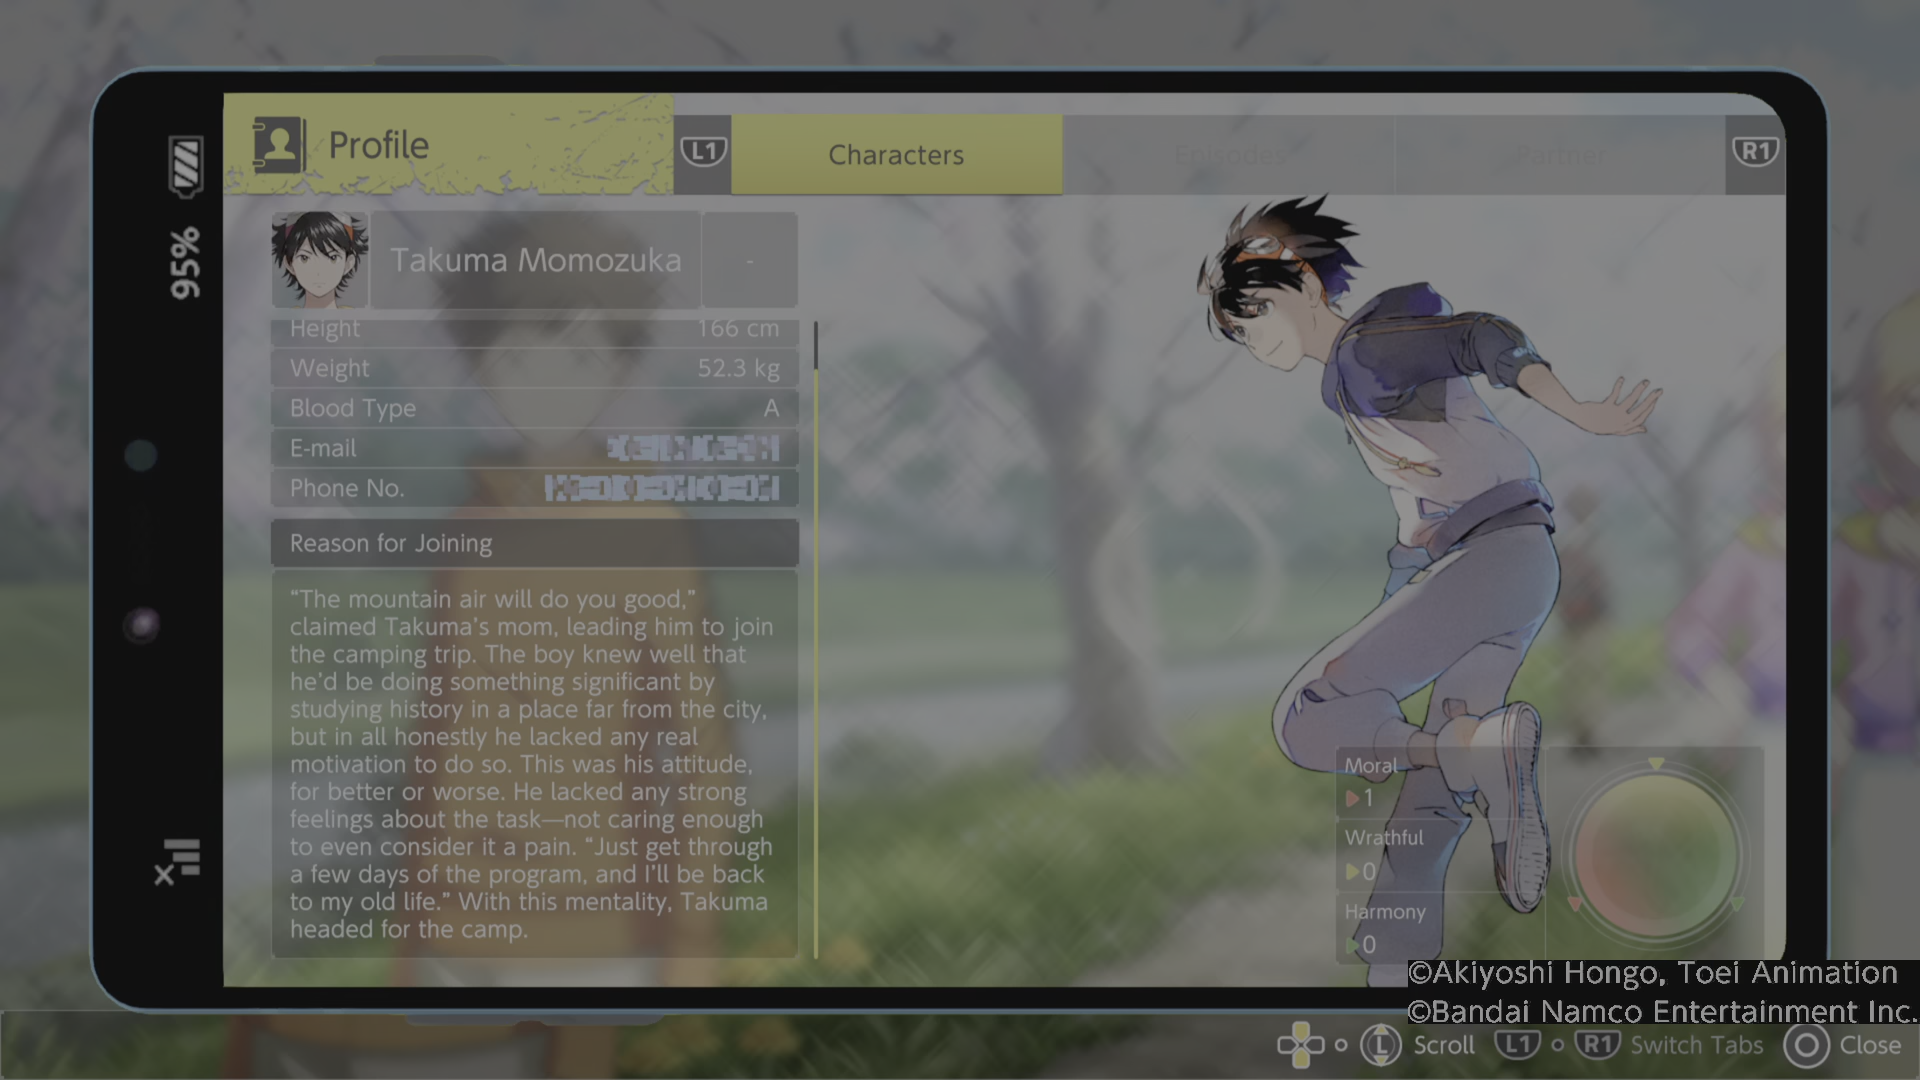 Profile
L1
Characters
Episodes
Partner
R1
95%
Takuma Momozuka
-
Height 166 cm
Weight 52.3 kg
Blood Type A
E-mail
Phone No.
Reason for Joining
“The mountain air will do you good,”
claimed Takuma's mom, leading him to join
the camping trip. The boy knew well that
he'd be doing something significant by
studying history in a place far from the city,
but in all honestly he lacked any real
motivation to do so. This was his attitude,
for better or worse. He lacked any strong
feelings about the task—not caring enough
to even consider it a pain. “Just get through
a few days of the program, and I'll be back
to my old life.” With this mentality, Takuma
headed for the camp.
Moral
1
Wrathful
0
Harmony
0
©Akiyoshi Hongo, Toei Animation
©Bandai Namco Entertainment Inc.
L Scroll L1 R1 Switch Tabs Close